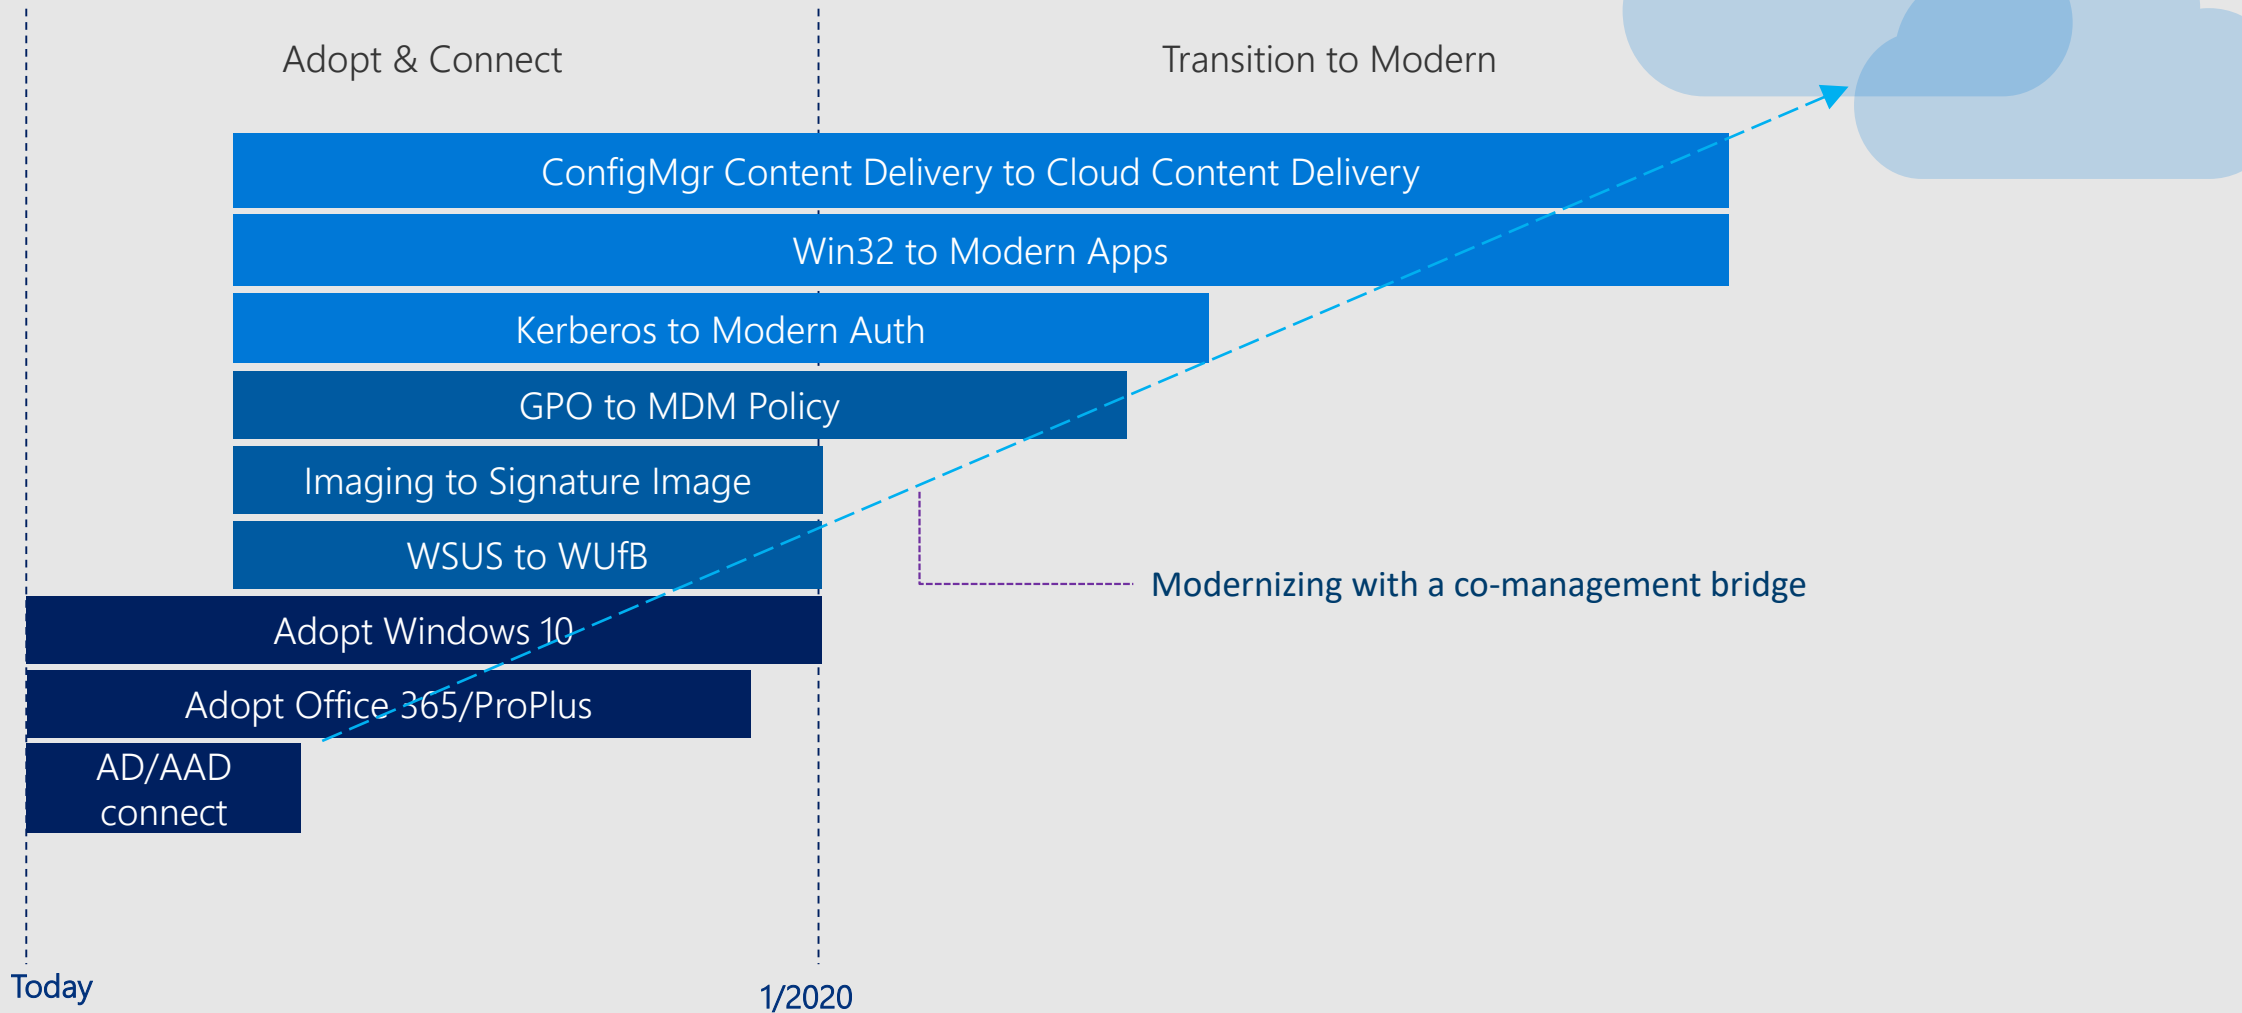 Adopt & Connect
Transition to Modern
ConfigMgr Content Delivery to Cloud Content Delivery
Win32 to Modern Apps
Kerberos to Modern Auth
GPO to MDM Policy
Imaging to Signature Image
WSUS to WUfB
Modernizing with a co-management bridge
Adopt Windows 10
Adopt Office 365/ProPlus
AD/AAD
connect
Today
1/2020